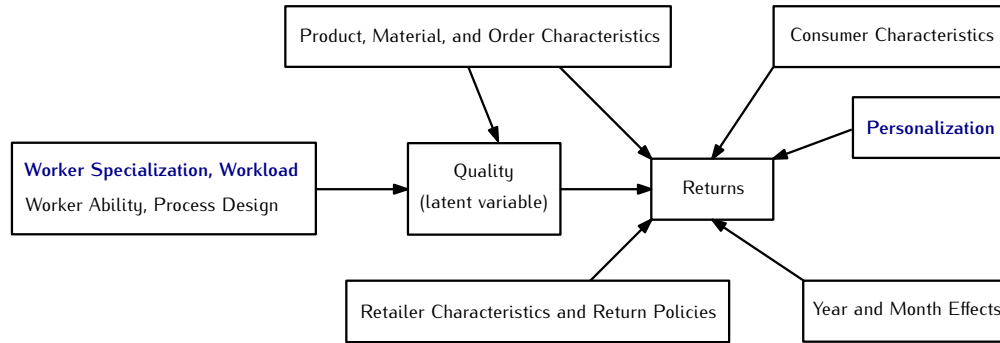 Product, Material, and Order Characteristics
Consumer Characteristics
Personalization
Worker Specialization, Workload
Worker Ability, Process Design
Quality
(latent variable)
Returns
Retailer Characteristics and Return Policies
Year and Month Effects